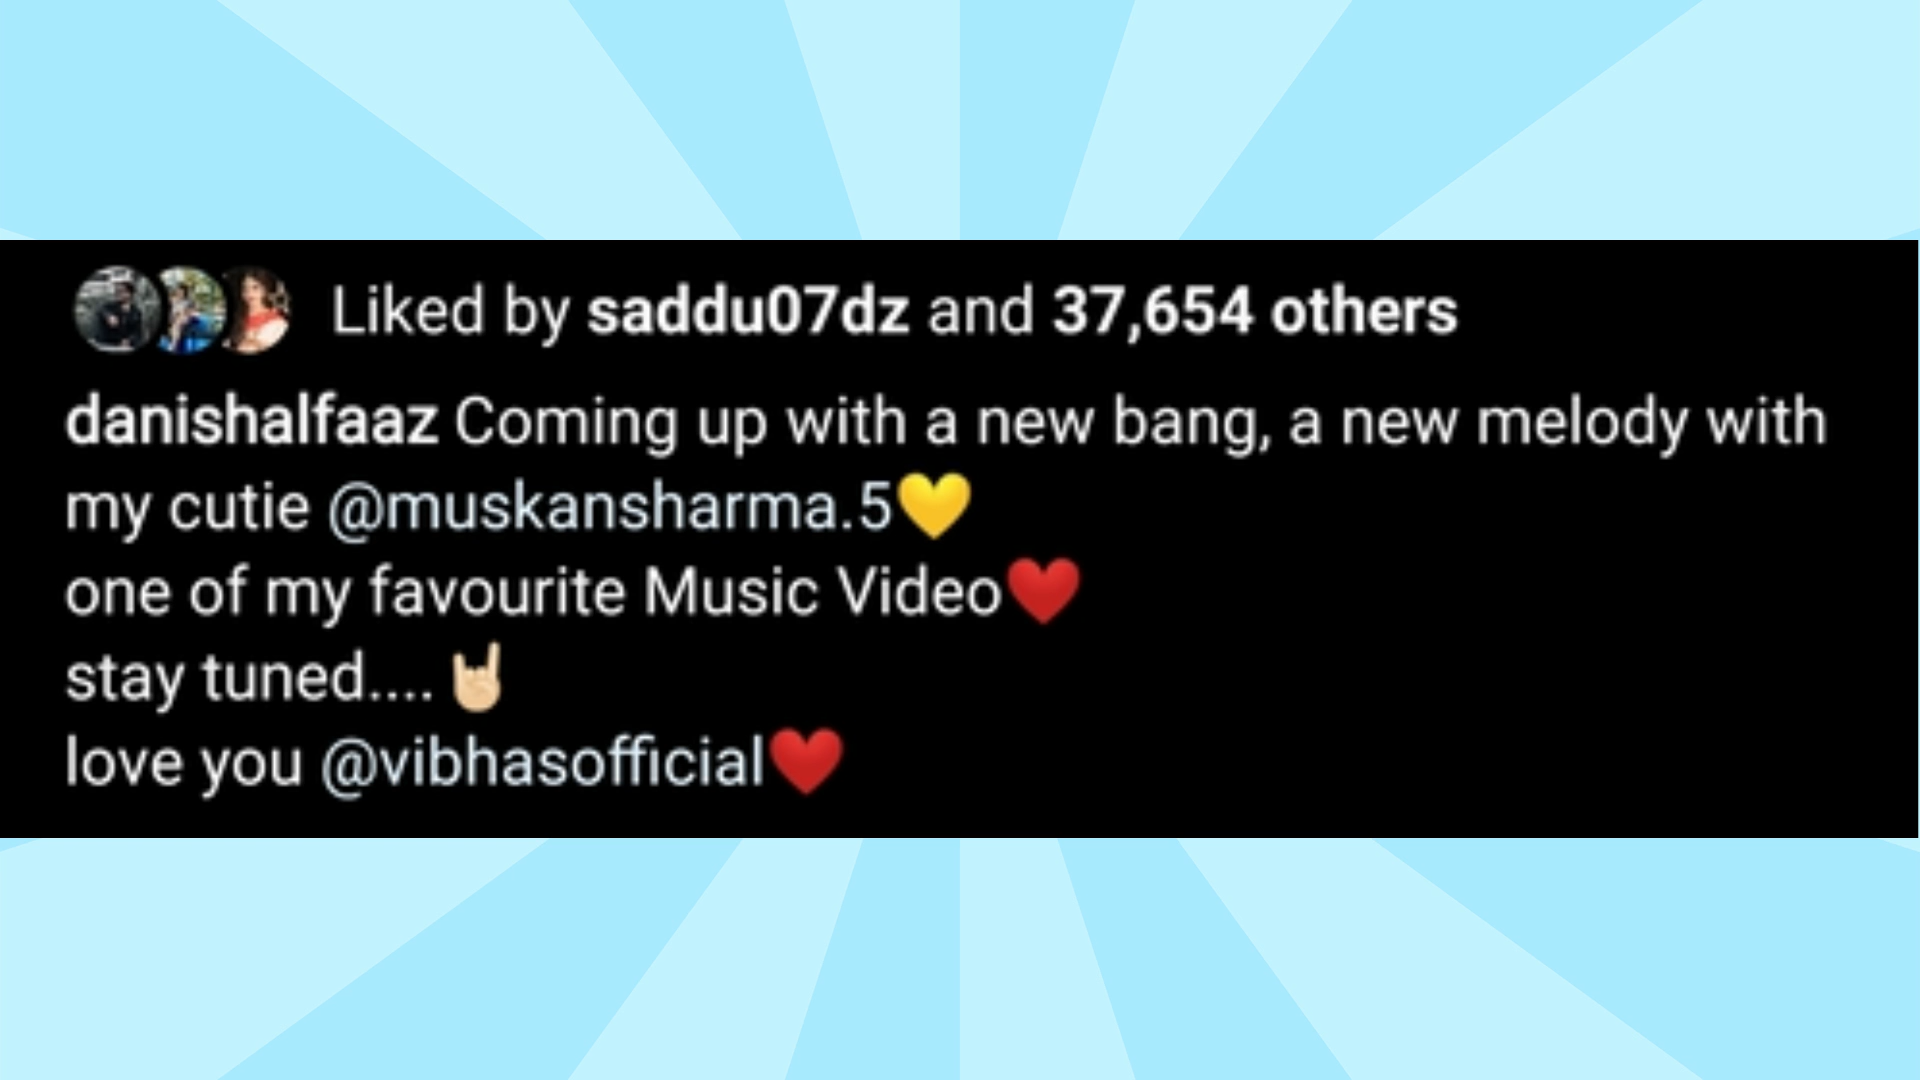 Liked by saddu07dz and 37,654 others
danishalfaaz Coming up with a new bang, a new melody with
my cutie @muskansharma.5💛
one of my favourite Music Video❤️
stay tuned....🤘🏼
love you @vibhasofficial❤️